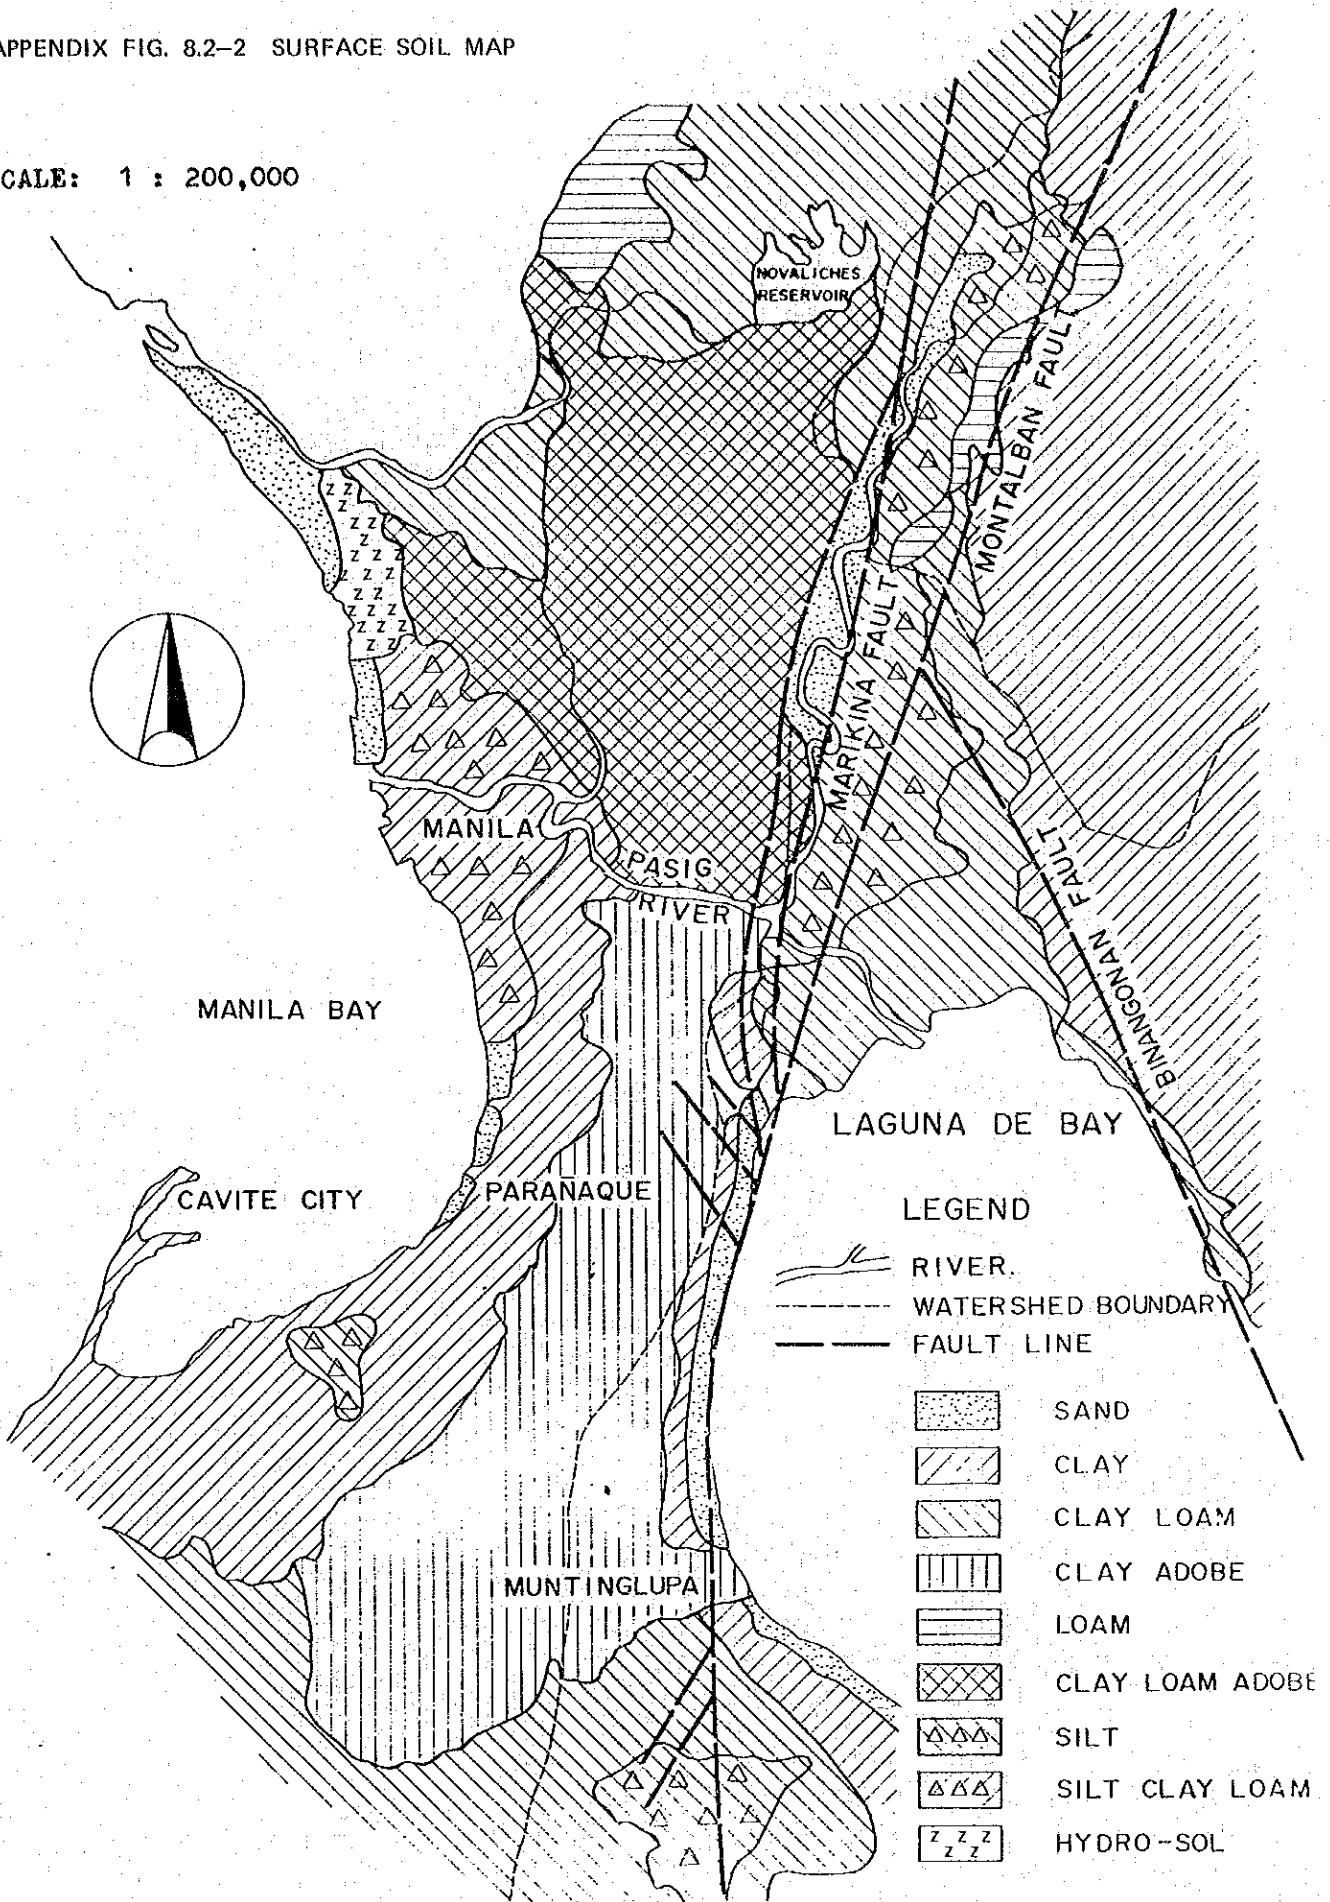 APPENDIX FIG. 8.2-2 SURFACE SOIL MAP
CALE: 1 : 200,000
NOVALICHES
RESERVOIR
MONTALBAN FAULT
MARIKINA FAULT
MANILA
PASIG
RIVER
BINANGONAN FAULT
MANILA BAY
LAGUNA DE BAY
CAVITE CITY
PARAÑAQUE
MUNTINGLUPA
LEGEND
RIVER.
WATERSHED BOUNDARY
FAULT LINE
SAND
CLAY
CLAY LOAM
CLAY ADOBE
LOAM
CLAY LOAM ADOBE
SILT
SILT CLAY LOAM
HYDRO-SOL